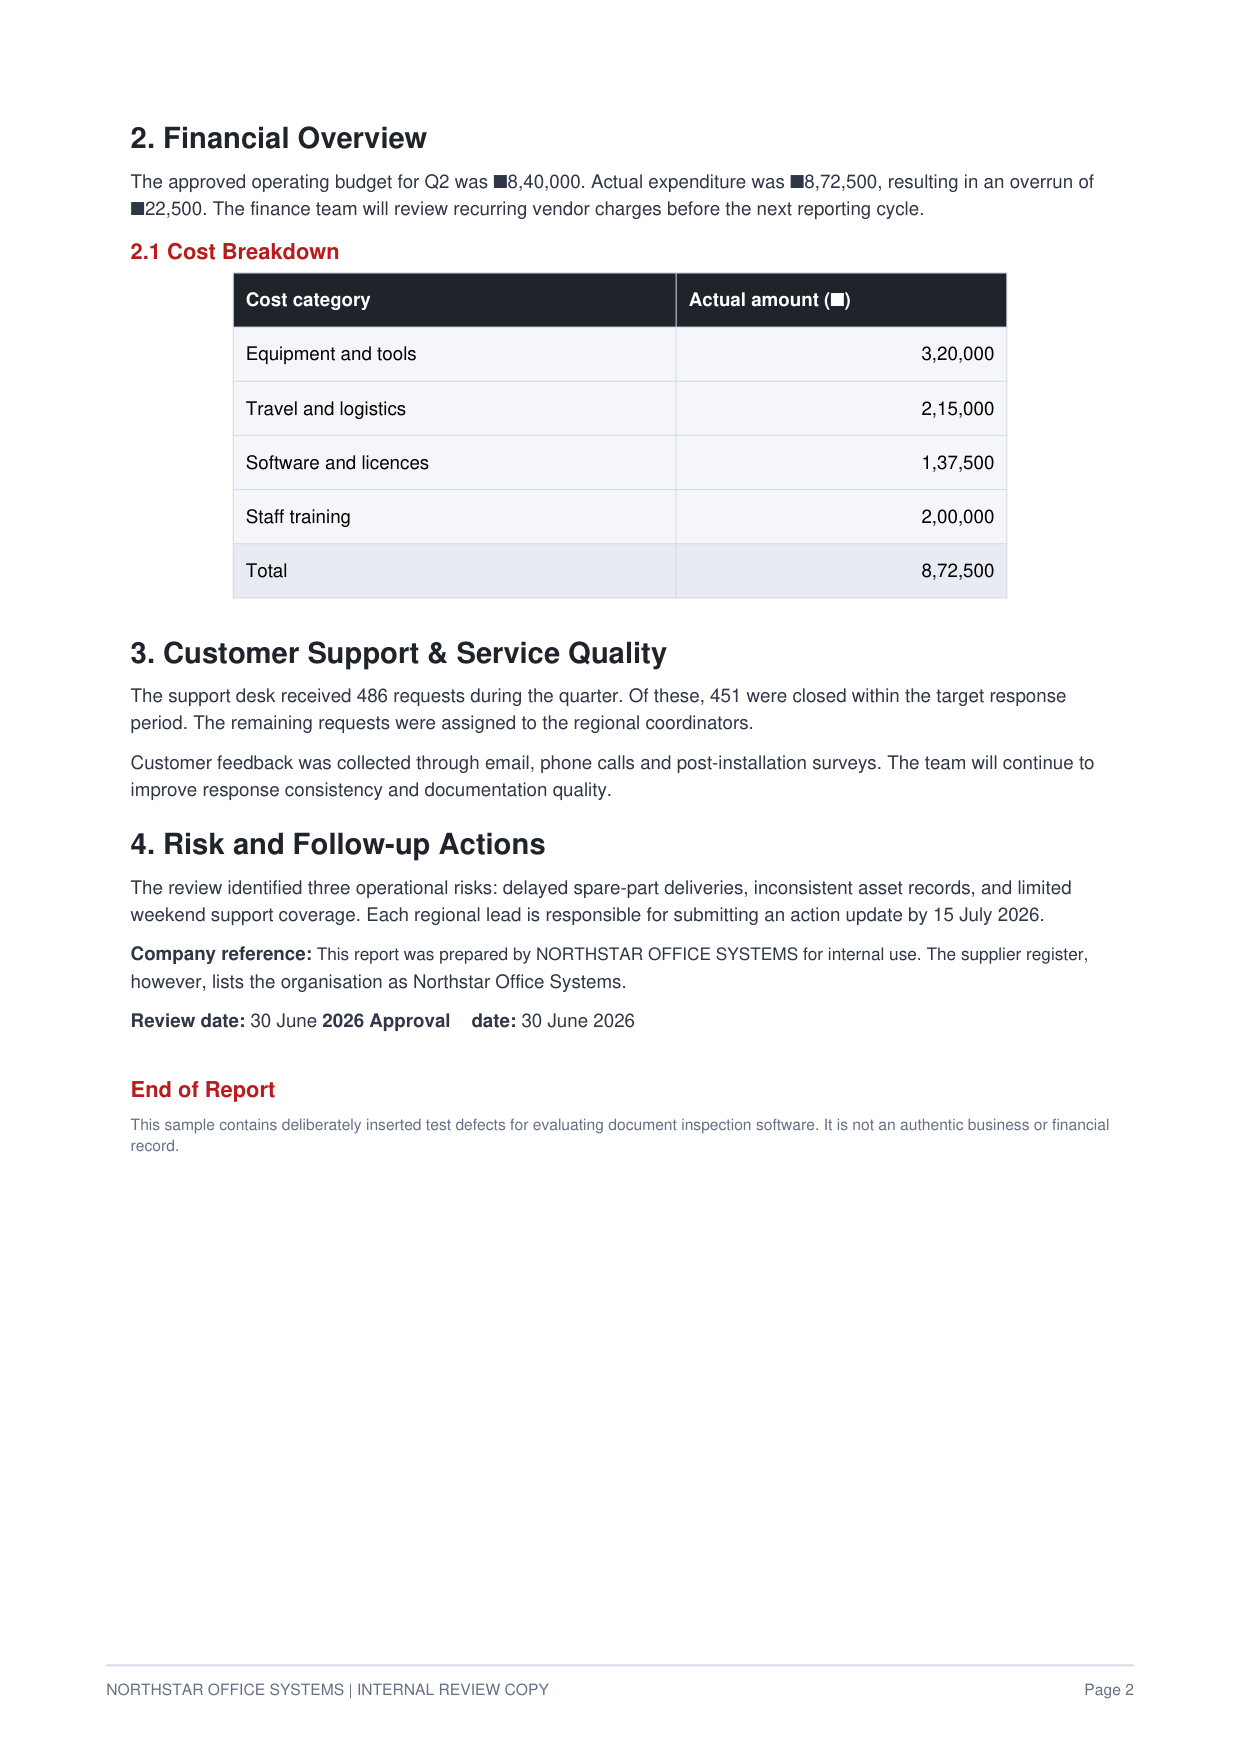 2. Financial Overview
The approved operating budget for Q2 was ■8,40,000. Actual expenditure was ■8,72,500, resulting in an overrun of
■22,500. The finance team will review recurring vendor charges before the next reporting cycle.
2.1 Cost Breakdown
Cost category Actual amount (■)
Equipment and tools 3,20,000
Travel and logistics 2,15,000
Software and licences 1,37,500
Staff training 2,00,000
Total 8,72,500
3. Customer Support & Service Quality
The support desk received 486 requests during the quarter. Of these, 451 were closed within the target response
period. The remaining requests were assigned to the regional coordinators.
Customer feedback was collected through email, phone calls and post-installation surveys. The team will continue to
improve response consistency and documentation quality.
4. Risk and Follow-up Actions
The review identified three operational risks: delayed spare-part deliveries, inconsistent asset records, and limited
weekend support coverage. Each regional lead is responsible for submitting an action update by 15 July 2026.
Company reference: This report was prepared by NORTHSTAR OFFICE SYSTEMS for internal use. The supplier register,
however, lists the organisation as Northstar Office Systems.
Review date: 30 June 2026 Approval date: 30 June 2026
End of Report
This sample contains deliberately inserted test defects for evaluating document inspection software. It is not an authentic business or financial
record.
NORTHSTAR OFFICE SYSTEMS | INTERNAL REVIEW COPY Page 2